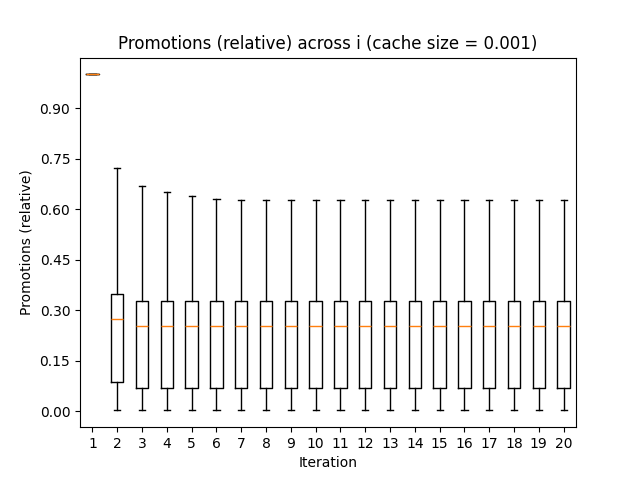 Promotions (relative) across i (cache size = 0.001)
Promotions (relative)
0.90
0.75
0.60
0.45
0.30
0.15
0.00
1 2 3 4 5 6 7 8 9 10 11 12 13 14 15 16 17 18 19 20
Iteration